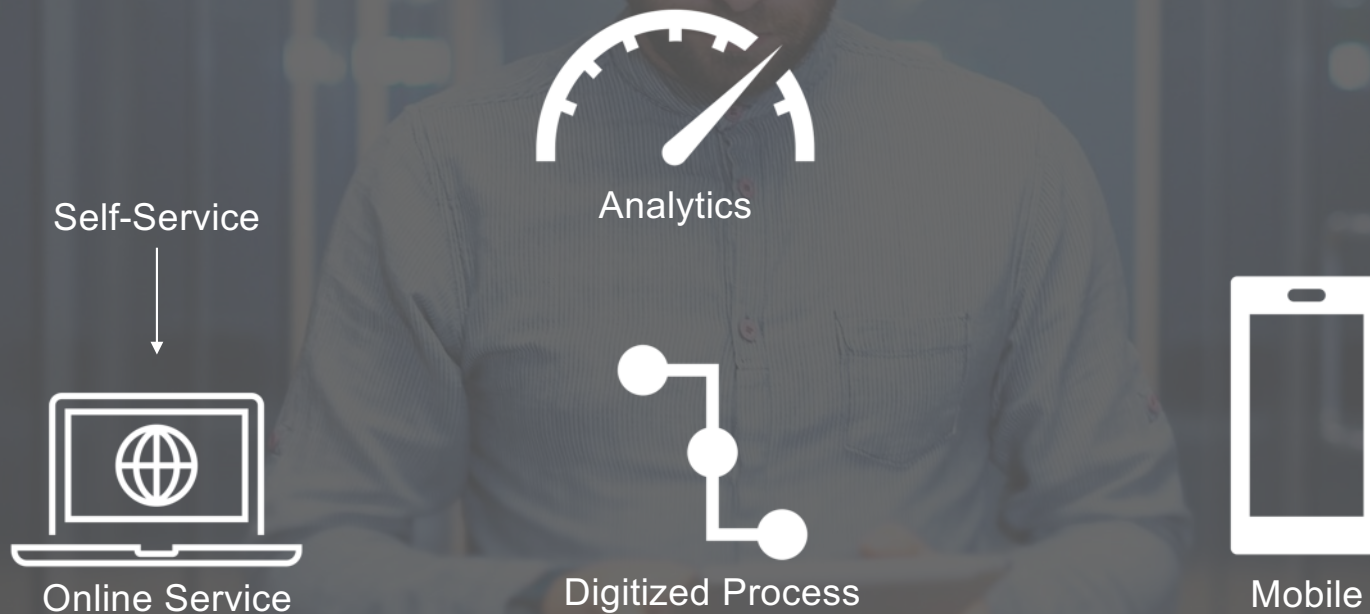 Analytics
Self-Service
Online Service
Digitized Process
Mobile